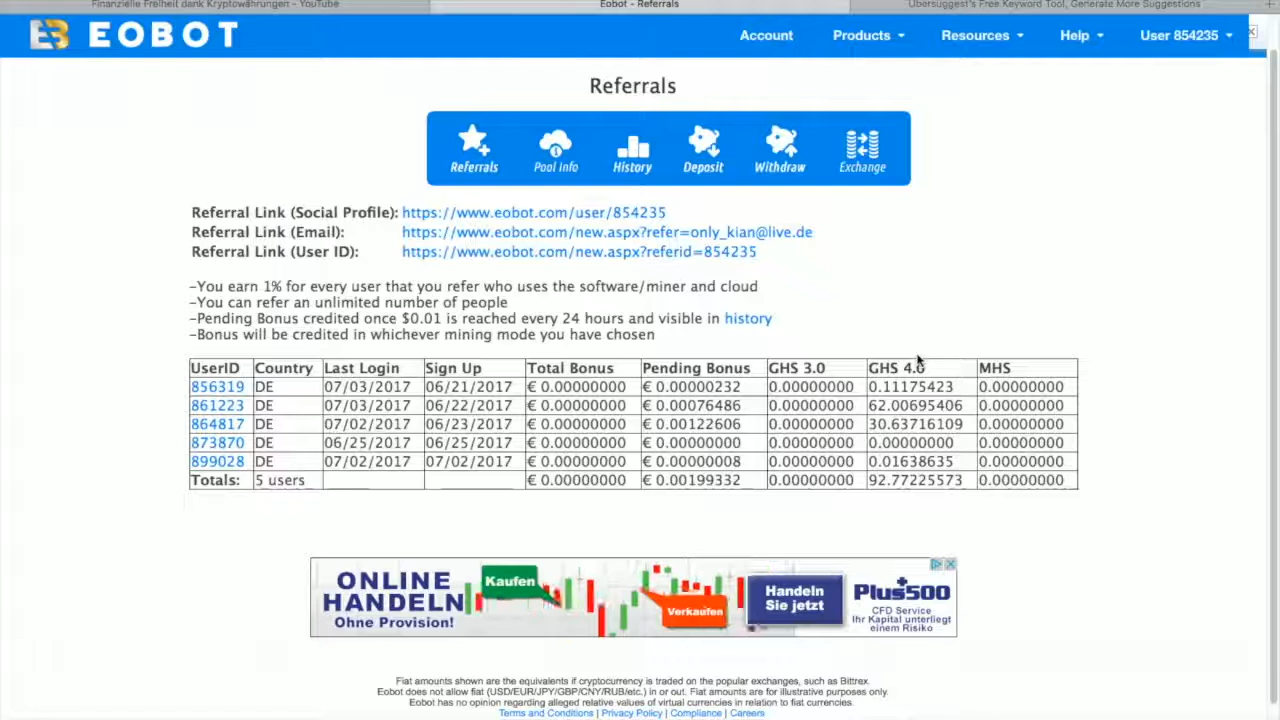 Finanzielle Freiheit dank Kryptowährungen - YouTube
Eobot - Referrals
Übersuggest's Free Keyword Tool, Generate More Suggestions
EOBOT
Account Products Resources Help User 854235
Referrals
Referrals Pool Info History Deposit Withdraw Exchange
Referral Link (Social Profile): https://www.eobot.com/user/854235
Referral Link (Email): https://www.eobot.com/new.aspx?refer=only_kian@live.de
Referral Link (User ID): https://www.eobot.com/new.aspx?referid=854235
-You earn 1% for every user that you refer who uses the software/miner and cloud
-You can refer an unlimited number of people
-Pending Bonus credited once $0.01 is reached every 24 hours and visible in history
-Bonus will be credited in whichever mining mode you have chosen
UserID Country Last Login Sign Up Total Bonus Pending Bonus GHS 3.0 GHS 4.0 MHS
856319 DE 07/03/2017 06/21/2017 € 0.00000000 € 0.00000232 0.00000000 0.11175423 0.00000000
861223 DE 07/03/2017 06/22/2017 € 0.00000000 € 0.00076486 0.00000000 62.00695406 0.00000000
864817 DE 07/02/2017 06/23/2017 € 0.00000000 € 0.00122606 0.00000000 30.63716109 0.00000000
873870 DE 06/25/2017 06/25/2017 € 0.00000000 € 0.00000000 0.00000000 0.00000000 0.00000000
899028 DE 07/02/2017 07/02/2017 € 0.00000000 € 0.00000008 0.00000000 0.01638635 0.00000000
Totals: 5 users € 0.00000000 € 0.00199332 0.00000000 92.77225573 0.00000000
ONLINE HANDELN
Ohne Provision!
Kaufen
Verkaufen
Handeln
Sie jetzt
Plus500
CFD Service
Ihr Kapital unterliegt
einem Risiko
Fiat amounts shown are the equivalents if cryptocurrency is traded on the popular exchanges, such as Bittrex.
Eobot does not allow fiat (USD/EUR/JPY/GBP/CNY/RUB/etc.) in or out. Fiat amounts are for illustrative purposes only.
Eobot has no opinion regarding alleged relative values of virtual currencies in relation to fiat currencies.
Terms and Conditions | Privacy Policy | Compliance | Careers